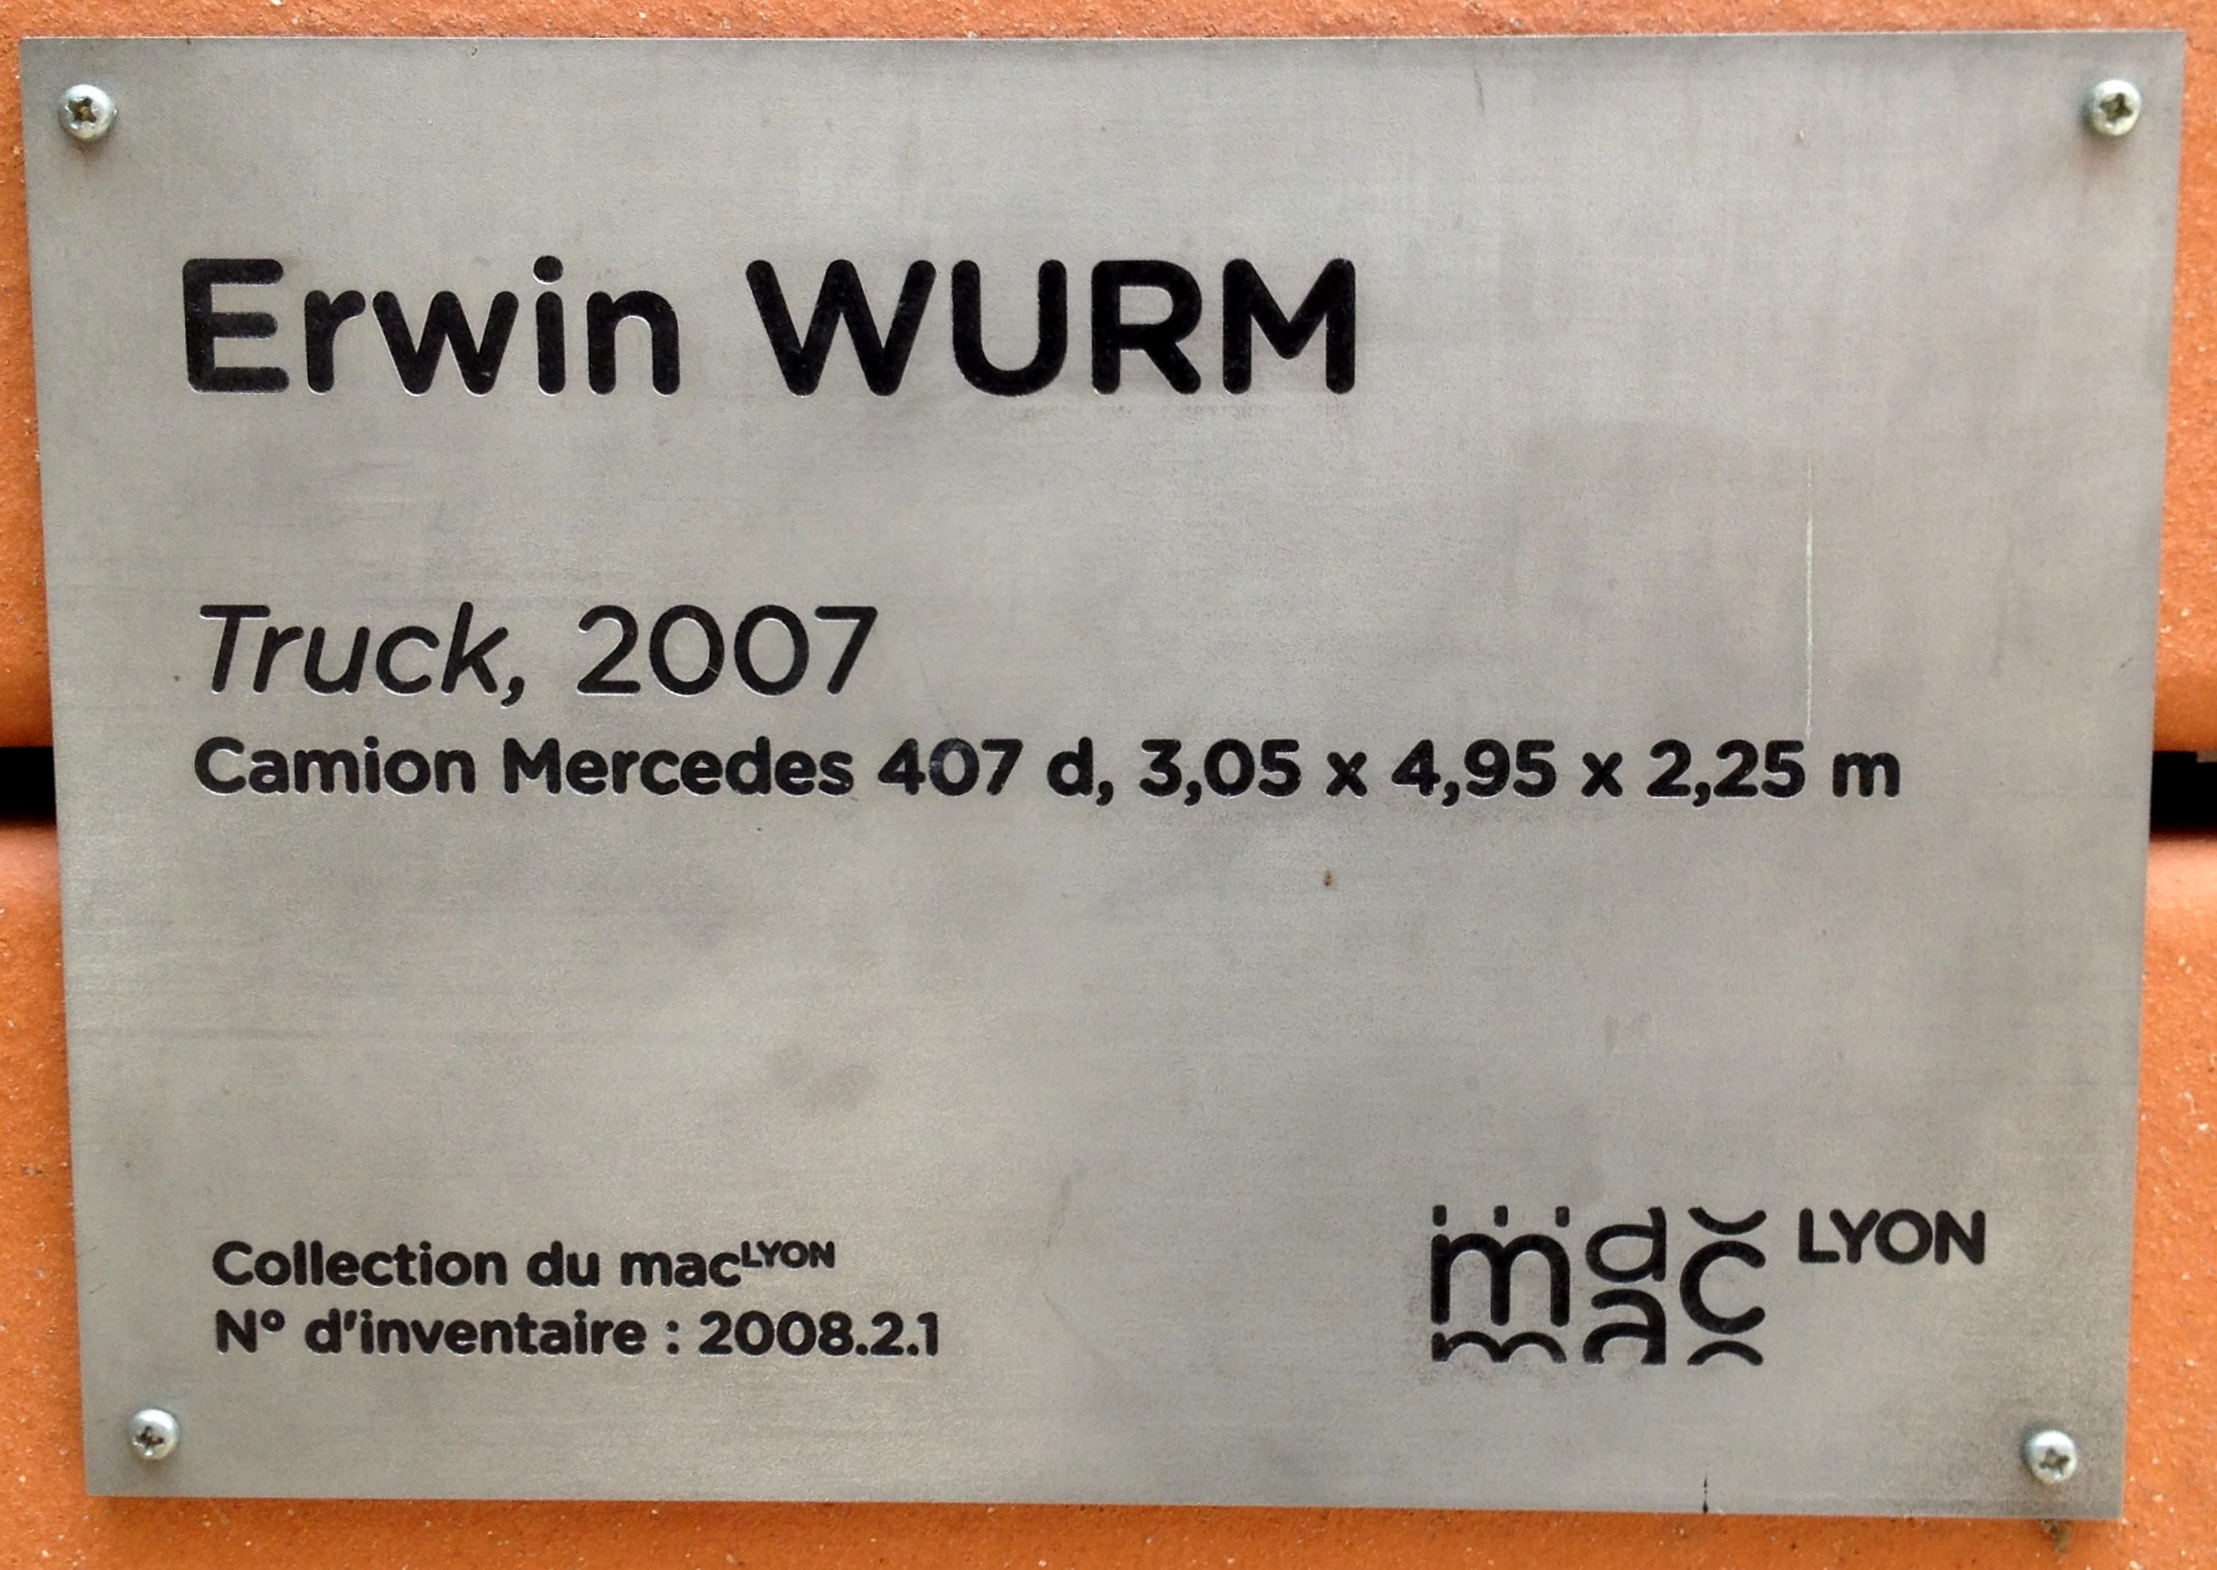 Erwin WURM
Truck, 2007
Camion Mercedes 407 d, 3,05 x 4,95 x 2,25 m
Collection du macLYON
N° d'inventaire : 2008.2.1
mac LYON